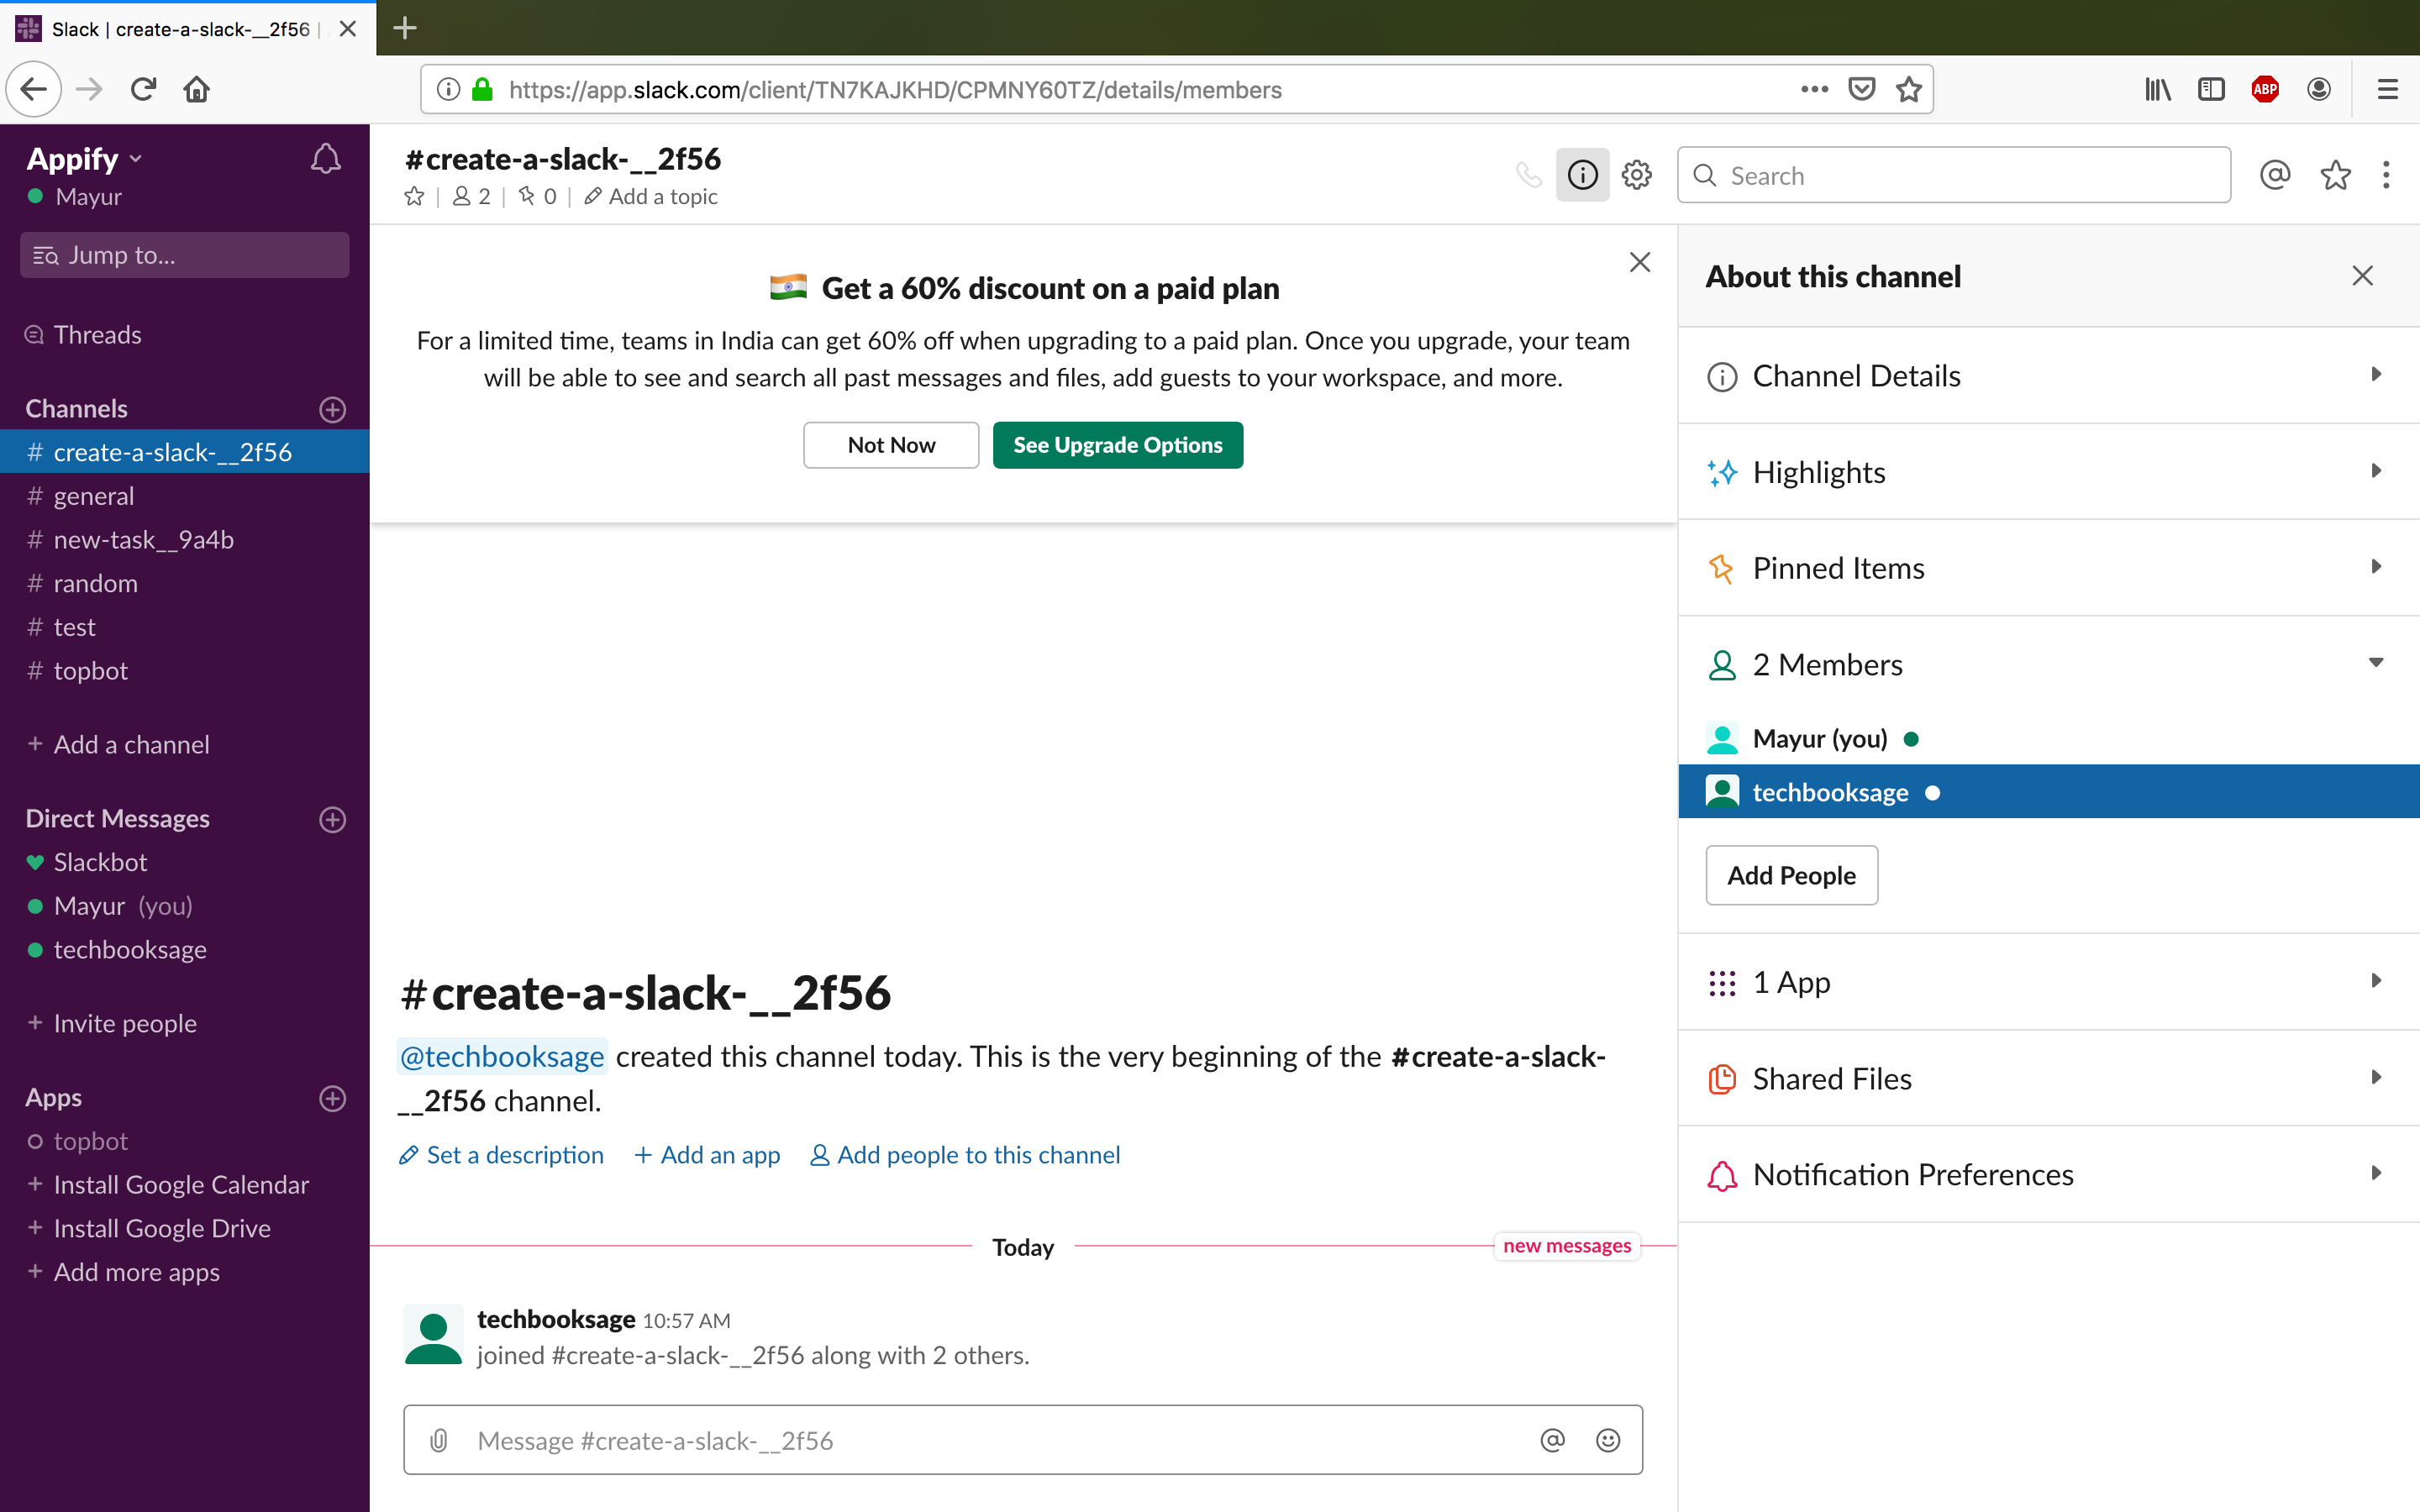 Slack | create-a-slack-__2f56 |
https://app.slack.com/client/TN7KAJKHD/CPMNY60TZ/details/members
ABP
Appify
Mayur
Jump to...
Threads
Channels
# create-a-slack-__2f56
# general
# new-task__9a4b
# random
# test
# topbot
+ Add a channel
Direct Messages
Slackbot
Mayur (you)
techbooksage
+ Invite people
Apps
topbot
+ Install Google Calendar
+ Install Google Drive
+ Add more apps
#create-a-slack-__2f56
2 | 0 | Add a topic
Search
Get a 60% discount on a paid plan
For a limited time, teams in India can get 60% off when upgrading to a paid plan. Once you upgrade, your team
will be able to see and search all past messages and files, add guests to your workspace, and more.
Not Now
See Upgrade Options
#create-a-slack-__2f56
@techbooksage created this channel today. This is the very beginning of the #create-a-slack-
__2f56 channel.
Set a description + Add an app Add people to this channel
Today
new messages
techbooksage 10:57 AM
joined #create-a-slack-__2f56 along with 2 others.
Message #create-a-slack-__2f56
About this channel
Channel Details
Highlights
Pinned Items
2 Members
Mayur (you)
techbooksage
Add People
1 App
Shared Files
Notification Preferences